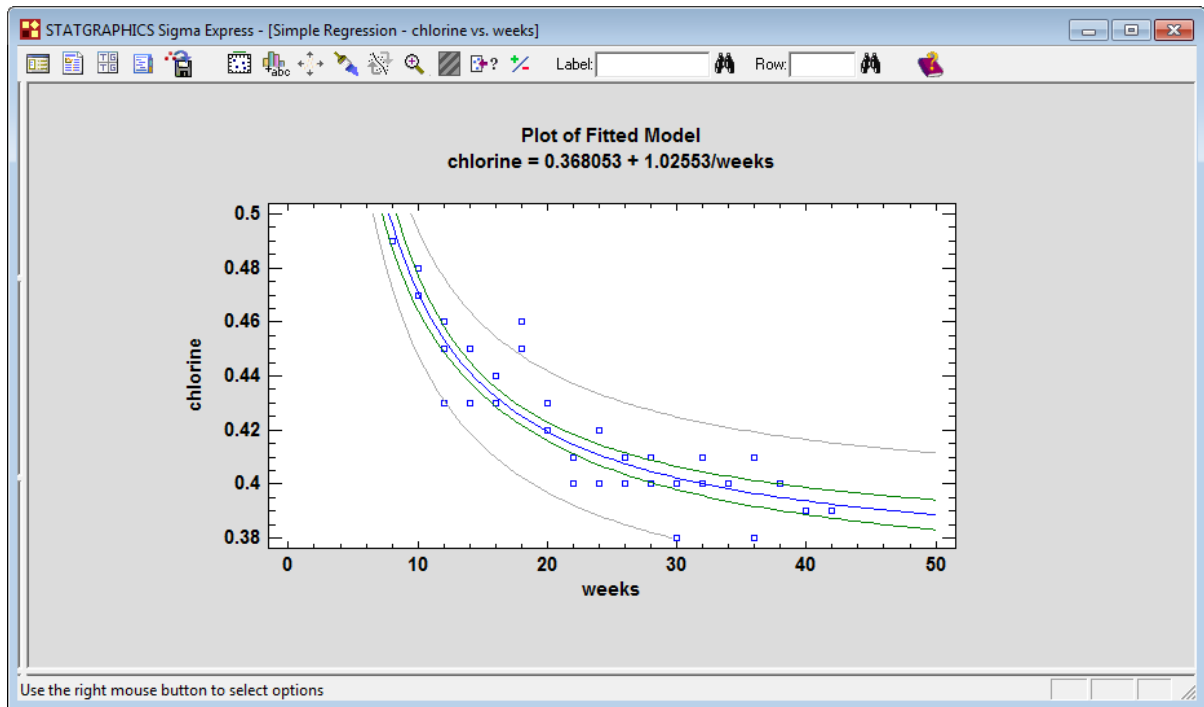 STATGRAPHICS Sigma Express - [Simple Regression - chlorine vs. weeks]
Label: Row:
Plot of Fitted Model
chlorine = 0.368053 + 1.02553/weeks
0.5
0.48
0.46
0.44
0.42
0.4
0.38
chlorine
0 10 20 30 40 50
weeks
Use the right mouse button to select options